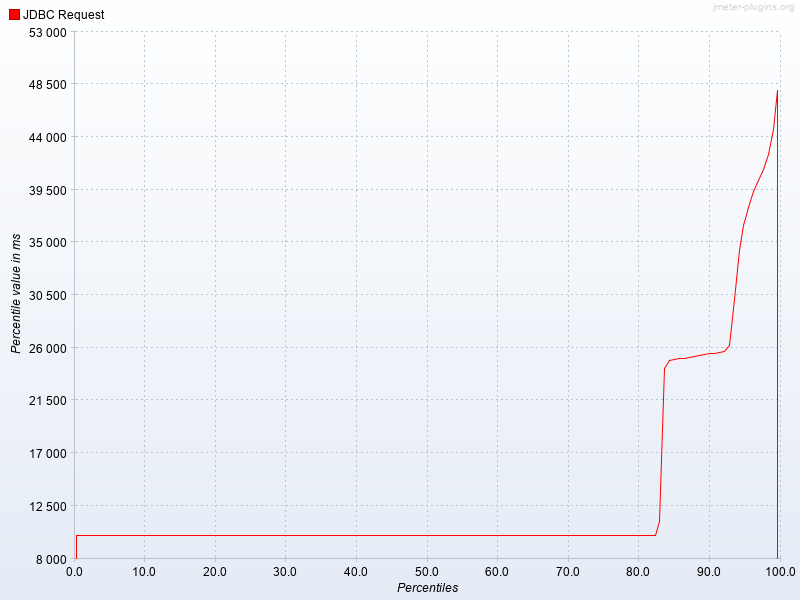 jmeter-plugins.org
JDBC Request
53 000
48 500
44 000
39 500
35 000
30 500
26 000
21 500
17 000
12 500
8 000
Percentile value in ms
0.0 10.0 20.0 30.0 40.0 50.0 60.0 70.0 80.0 90.0 100.0
Percentiles